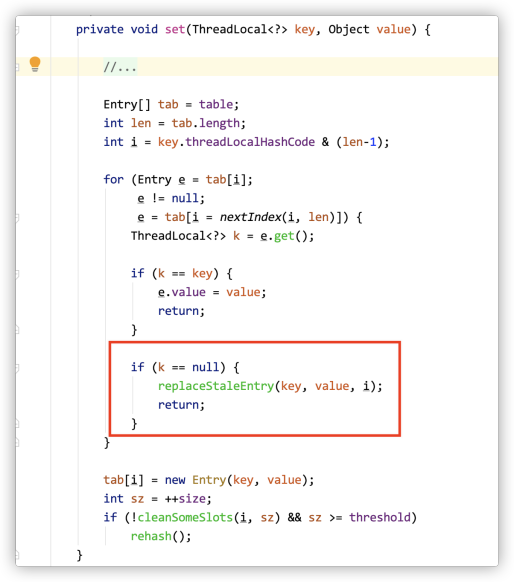 private void set(ThreadLocal<?> key, Object value) {
//...
Entry[] tab = table;
int len = tab.length;
int i = key.threadLocalHashCode & (len-1);
for (Entry e = tab[i];
e != null;
e = tab[i = nextIndex(i, len)]) {
ThreadLocal<?> k = e.get();
if (k == key) {
e.value = value;
return;
}
if (k == null) {
replaceStaleEntry(key, value, i);
return;
}
}
tab[i] = new Entry(key, value);
int sz = ++size;
if (!cleanSomeSlots(i, sz) && sz >= threshold)
rehash();
}